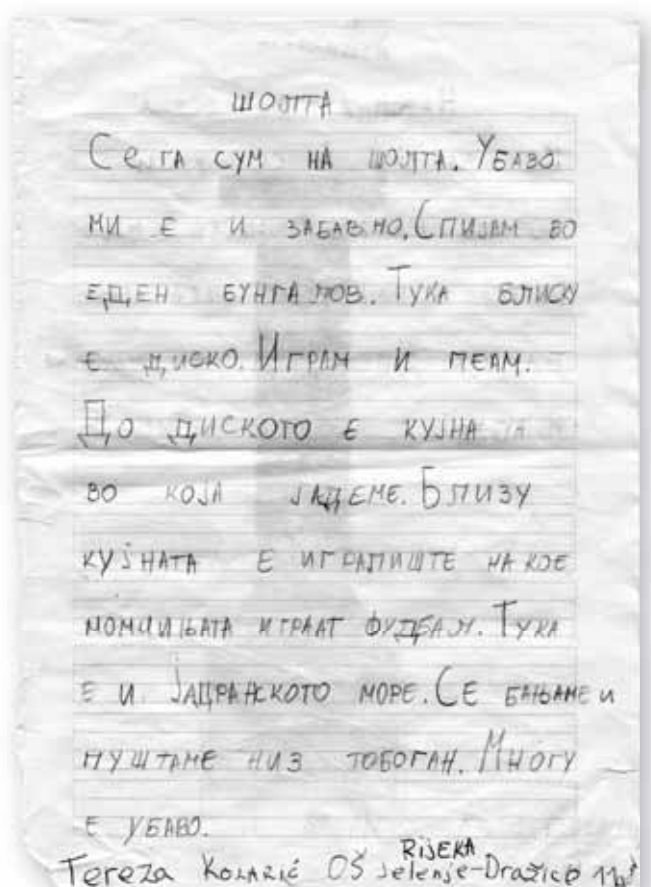 ШОЛТА
СЕГА СУМ НА ШОЛТА. УБАВО
МИ Е И ЗАБАВНО. СПИЈАМ ВО
ЕДЕН БУНГАЛОВ. ТУКА БЛИСКУ
Е ДИСКО. ИГРАМ И ПЕАМ.
ДО ДИСКОТО Е КУЈНА
ВО КОЈА ЈАДЕМЕ. БЛИЗУ
КУЈНАТА Е ИГРАЛИШТЕ НА КОЕ
МОМЧИЊАТА ИГРААТ ФУДБАЛ. ТУКА
Е И ЈАДРАНСКОТО МОРЕ. СЕ БАЊАМЕ И
ПУШТАМЕ НИЗ ТОБОГАН. МНОГУ
Е УБАВО.
RIJEKA
Tereza OŠ Jelenje-Dražice